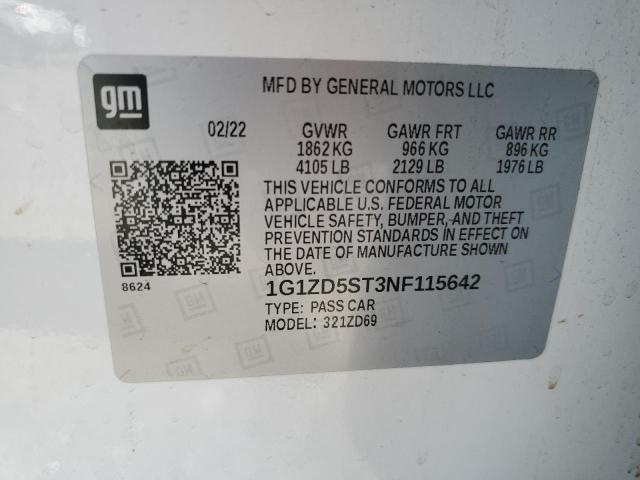 gm
MFD BY GENERAL MOTORS LLC
02/22 GVWR GAWR FRT GAWR RR
1862 KG 966 KG 896 KG
4105 LB 2129 LB 1976 LB
THIS VEHICLE CONFORMS TO ALL
APPLICABLE U.S. FEDERAL MOTOR
VEHICLE SAFETY, BUMPER, AND THEFT
PREVENTION STANDARDS IN EFFECT ON
THE DATE OF MANUFACTURE SHOWN
ABOVE.
8624 1G1ZD5ST3NF115642
TYPE: PASS CAR
MODEL: 321ZD69